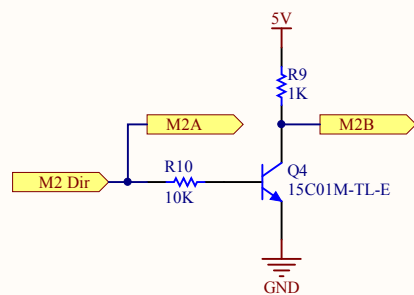 5V
R9
1K
M2A
M2B
R10
Q4
15C01M-TL-E
M2 Dir
10K
GND